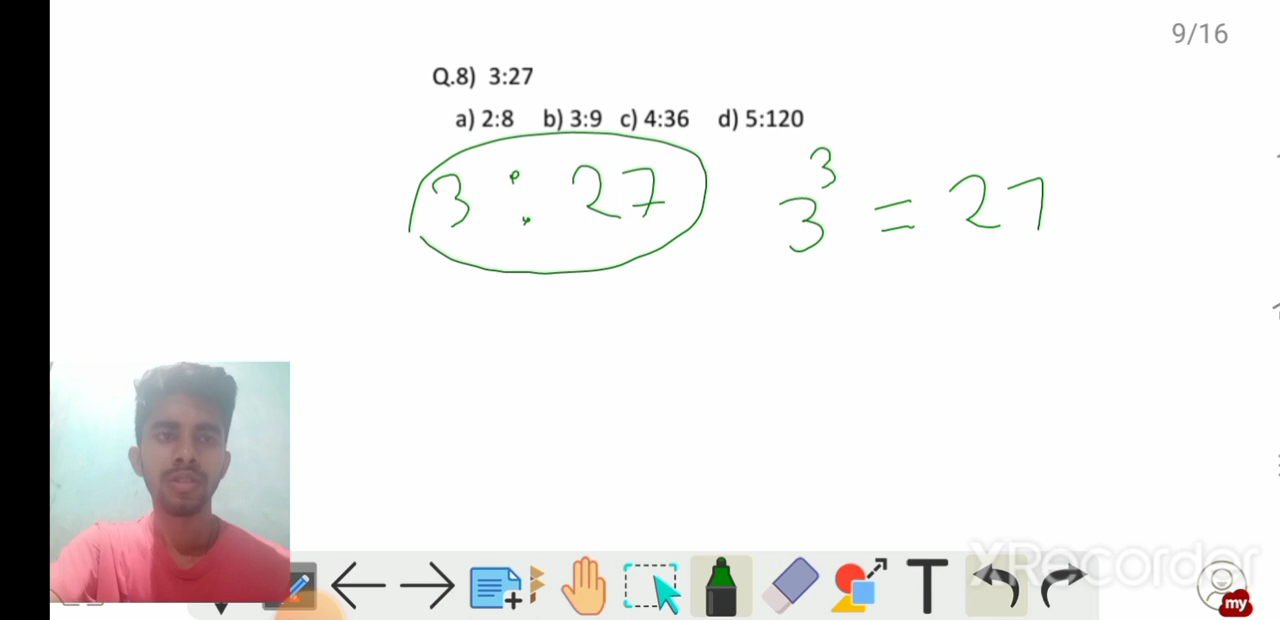 9/16
Q.8) 3:27
a) 2:8 b) 3:9 c) 4:36 d) 5:120
3 : 27 3³ = 27
XRecorder
T
my